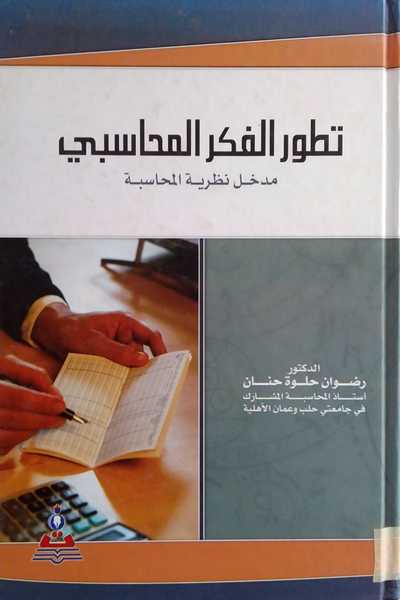 تطور الفكر المحاسبي
مدخل نظرية المحاسبة
الدكتور
رضوان حلوة حنان
أستاذ المحاسبة المشارك
في جامعتي حلب وعمان الأهلية